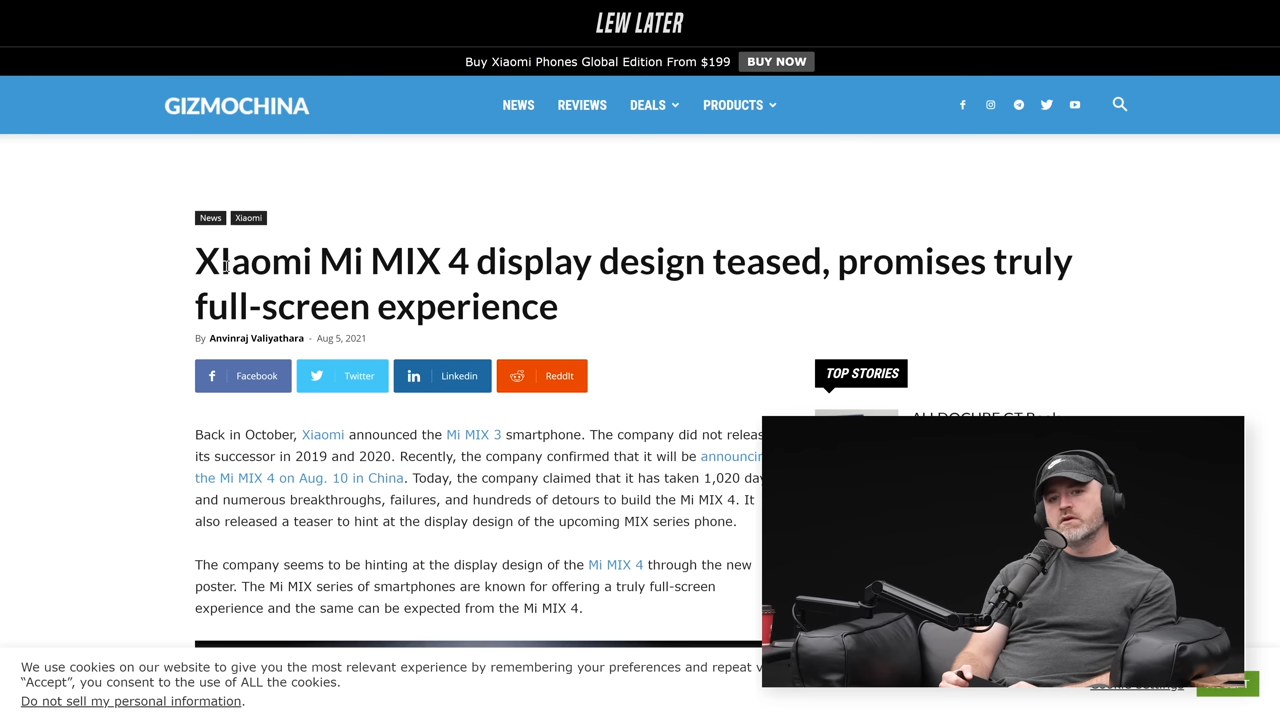 LEW LATER
Buy Xiaomi Phones Global Edition From $199 BUY NOW
GIZMOCHINA NEWS REVIEWS DEALS PRODUCTS
News Xiaomi
XIaomi Mi MIX 4 display design teased, promises truly
full-screen experience
By Anvinraj Valiyathara - Aug 5, 2021
Facebook Twitter Linkedin ReddIt
TOP STORIES
Back in October, Xiaomi announced the Mi MIX 3 smartphone. The company did not releas
its successor in 2019 and 2020. Recently, the company confirmed that it will be announcin
the Mi MIX 4 on Aug. 10 in China. Today, the company claimed that it has taken 1,020 day
and numerous breakthroughs, failures, and hundreds of detours to build the Mi MIX 4. It
also released a teaser to hint at the display design of the upcoming MIX series phone.
The company seems to be hinting at the display design of the Mi MIX 4 through the new
poster. The Mi MIX series of smartphones are known for offering a truly full-screen
experience and the same can be expected from the Mi MIX 4.
We use cookies on our website to give you the most relevant experience by remembering your preferences and repeat v
“Accept”, you consent to the use of ALL the cookies.
Do not sell my personal information.